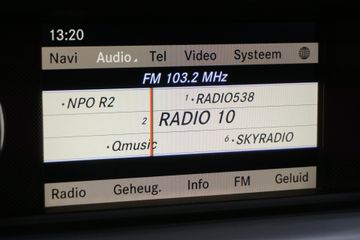 13:20
Navi Audio Tel Video Systeem
FM 103.2 MHz
NPO R2 1 RADIO538
2 RADIO 10
Qmusic 6 SKYRADIO
Radio Geheug. Info FM Geluid